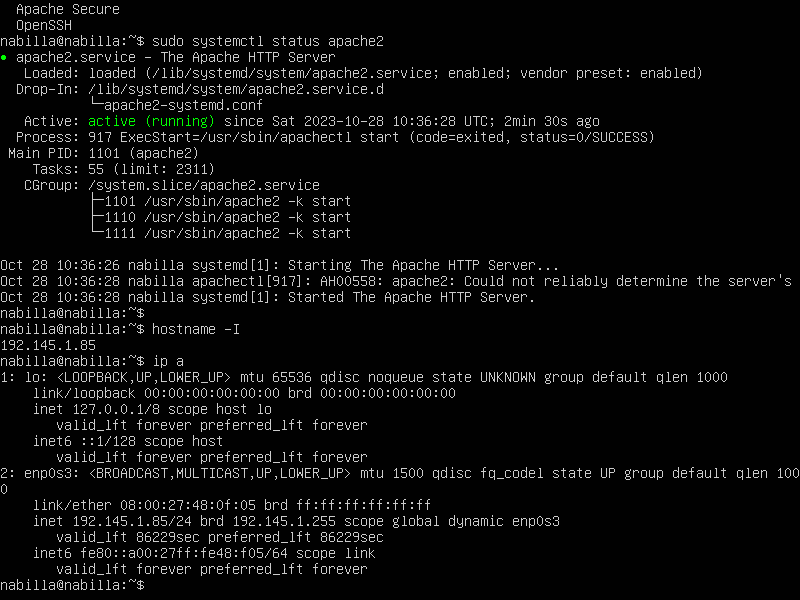 Apache Secure
OpenSSH
nabilla@nabilla:~$ sudo systemctl status apache2
● apache2.service - The Apache HTTP Server
Loaded: loaded (/lib/systemd/system/apache2.service; enabled; vendor preset: enabled)
Drop-In: /lib/systemd/system/apache2.service.d
└─apache2-systemd.conf
Active: active (running) since Sat 2023-10-28 10:36:28 UTC; 2min 30s ago
Process: 917 ExecStart=/usr/sbin/apachectl start (code=exited, status=0/SUCCESS)
Main PID: 1101 (apache2)
Tasks: 55 (limit: 2311)
CGroup: /system.slice/apache2.service
├─1101 /usr/sbin/apache2 -k start
├─1110 /usr/sbin/apache2 -k start
└─1111 /usr/sbin/apache2 -k start
Oct 28 10:36:26 nabilla systemd[1]: Starting The Apache HTTP Server...
Oct 28 10:36:28 nabilla apachectl[917]: AH00558: apache2: Could not reliably determine the server's
Oct 28 10:36:28 nabilla systemd[1]: Started The Apache HTTP Server.
nabilla@nabilla:~$
nabilla@nabilla:~$ hostname -I
192.145.1.85
nabilla@nabilla:~$ ip a
1: lo: <LOOPBACK,UP,LOWER_UP> mtu 65536 qdisc noqueue state UNKNOWN group default qlen 1000
link/loopback 00:00:00:00:00:00 brd 00:00:00:00:00:00
inet 127.0.0.1/8 scope host lo
valid_lft forever preferred_lft forever
inet6 ::1/128 scope host
valid_lft forever preferred_lft forever
2: enp0s3: <BROADCAST,MULTICAST,UP,LOWER_UP> mtu 1500 qdisc fq_codel state UP group default qlen 100
0
link/ether 08:00:27:48:0f:05 brd ff:ff:ff:ff:ff:ff
inet 192.145.1.85/24 brd 192.145.1.255 scope global dynamic enp0s3
valid_lft 86229sec preferred_lft 86229sec
inet6 fe80::a00:27ff:fe48:f05/64 scope link
valid_lft forever preferred_lft forever
nabilla@nabilla:~$